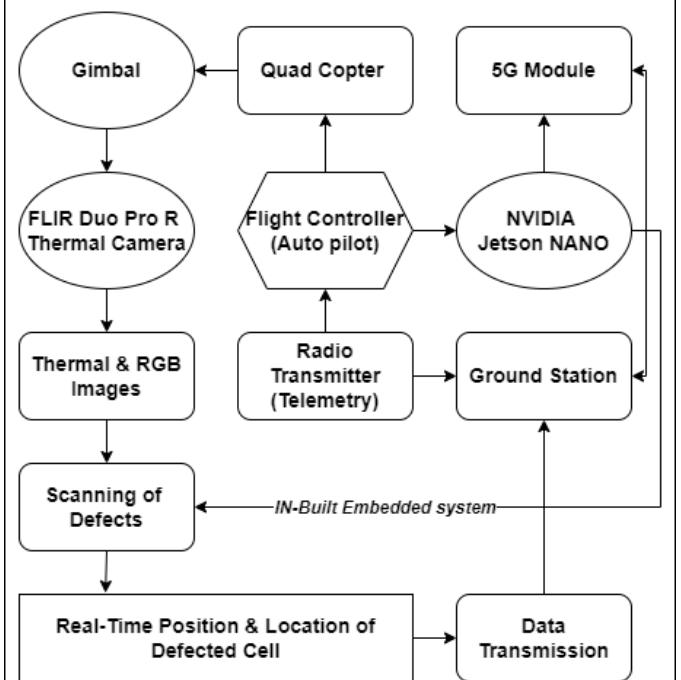 Gimbal
Quad Copter
5G Module
FLIR Duo Pro R
Thermal Camera
Flight Controller
(Auto pilot)
NVIDIA
Jetson NANO
Thermal & RGB
Images
Radio
Transmitter
(Telemetry)
Ground Station
Scanning of
Defects
IN-Built Embedded system
Real-Time Position & Location of
Defected Cell
Data
Transmission